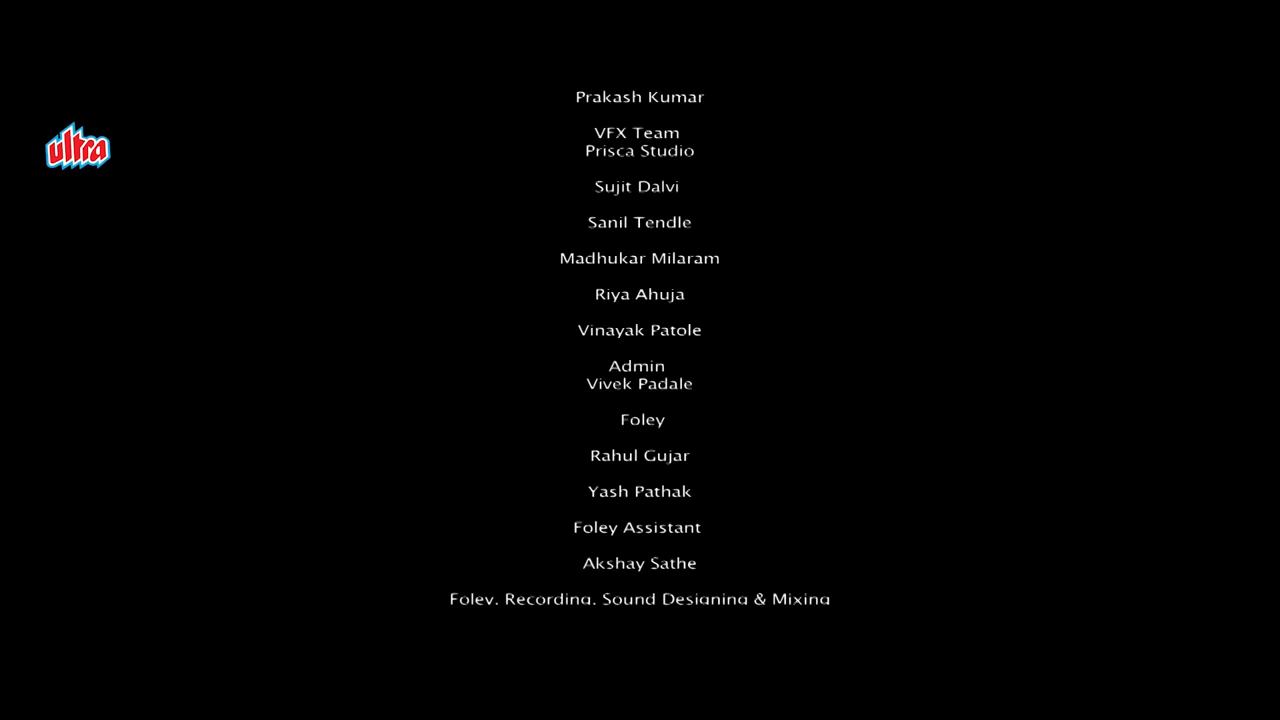 ultra
Prakash Kumar
VFX Team
Prisca Studio
Sujit Dalvi
Sanil Tendle
Madhukar Milaram
Riya Ahuja
Vinayak Patole
Admin
Vivek Padale
Foley
Rahul Gujar
Yash Pathak
Foley Assistant
Akshay Sathe
Foley, Recording, Sound Designing & Mixing